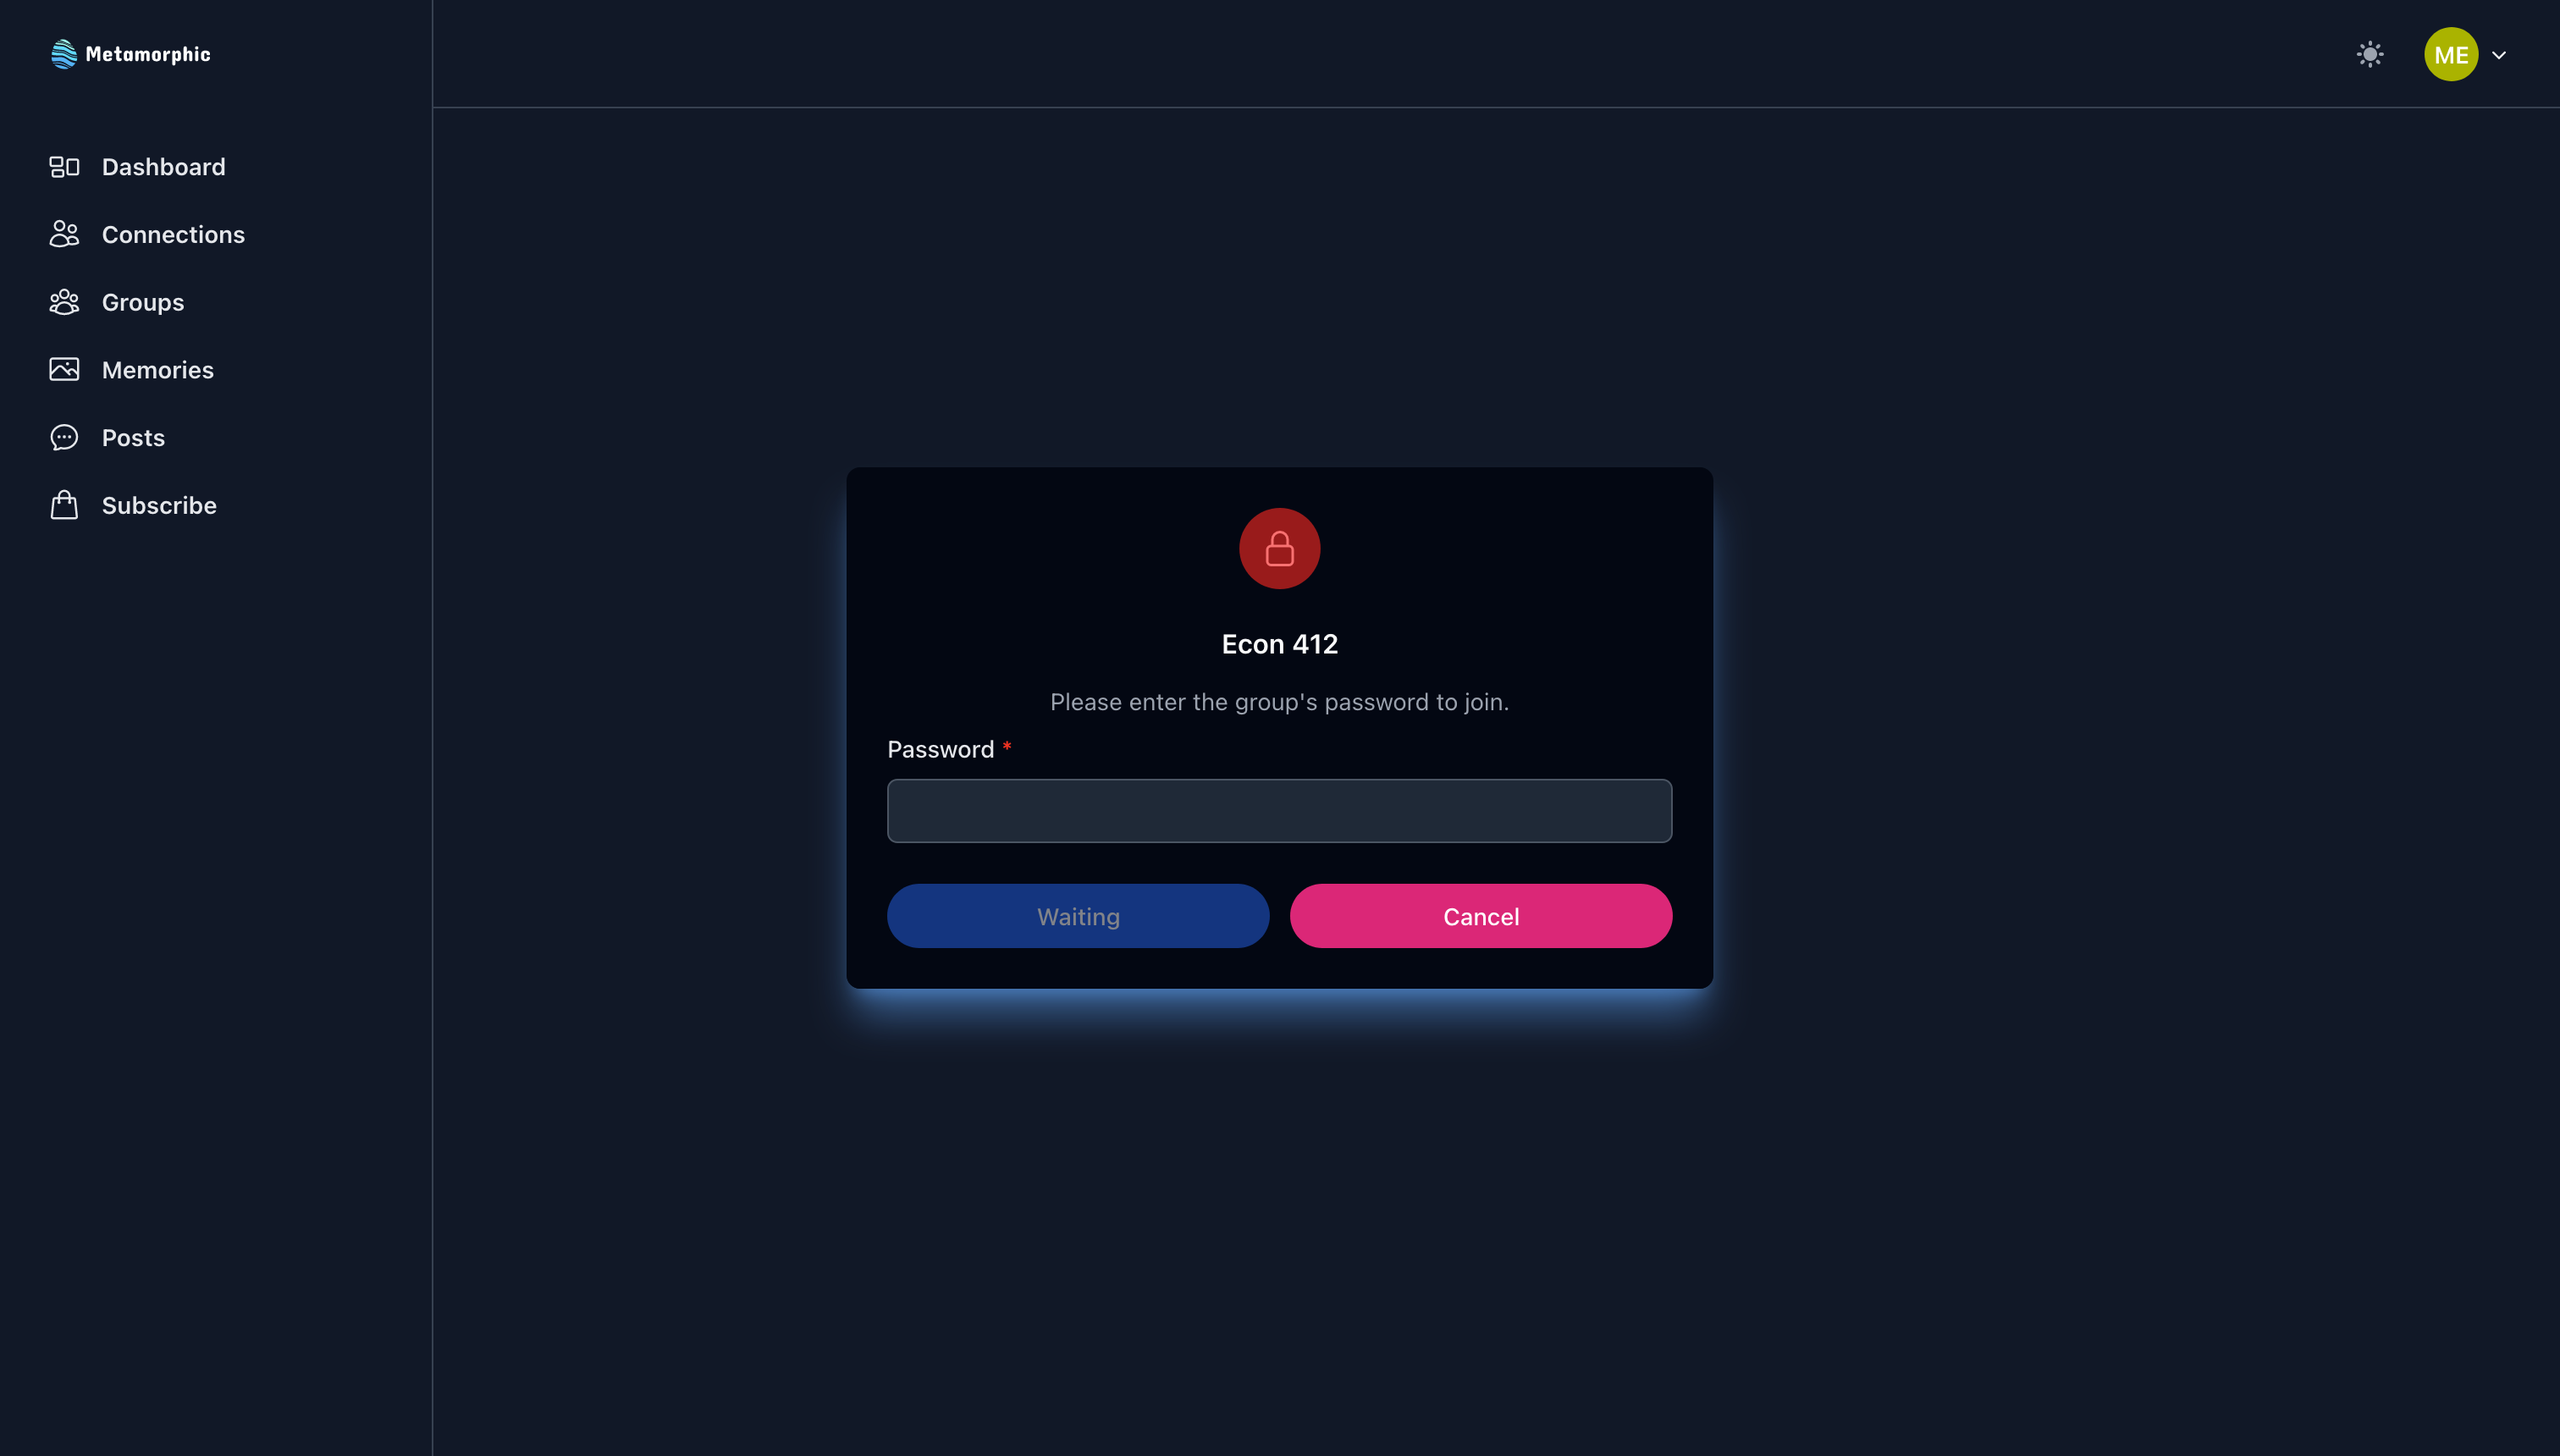 Metamorphic
ME
Dashboard
Connections
Groups
Memories
Posts
Subscribe
Econ 412
Please enter the group's password to join.
Password *
Waiting
Cancel